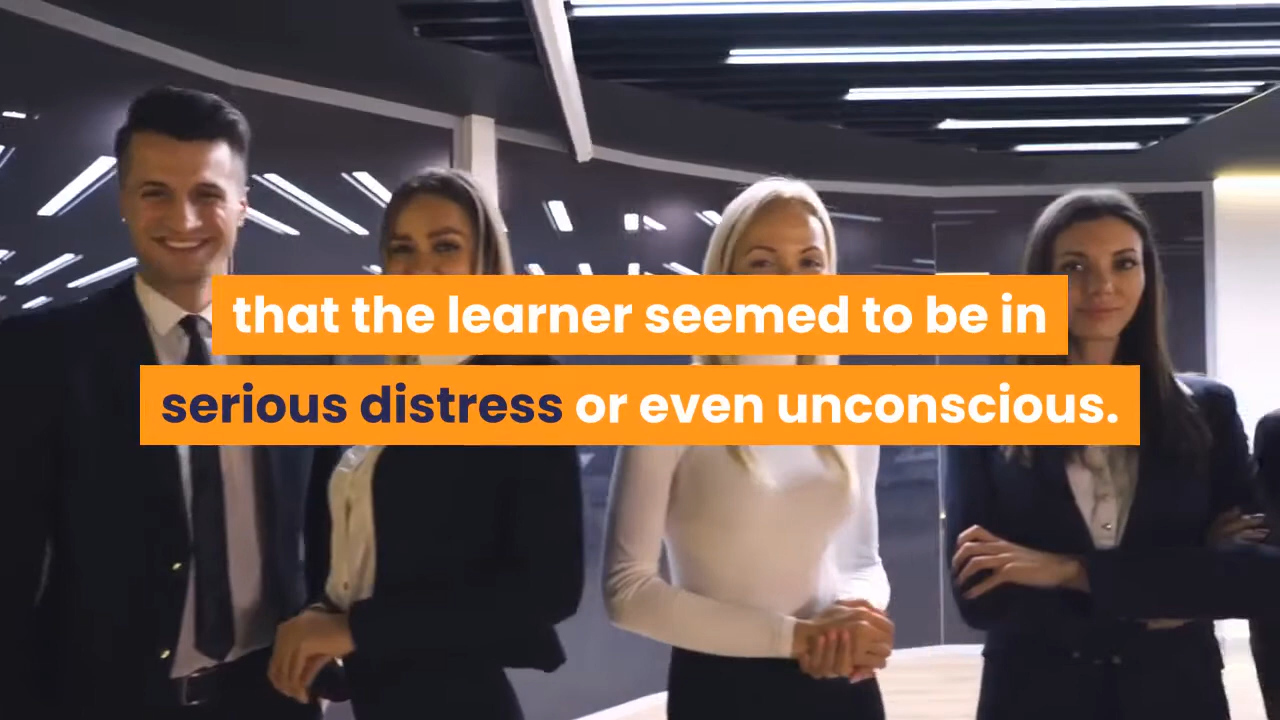 that the learner seemed to be in
serious distress or even unconscious.